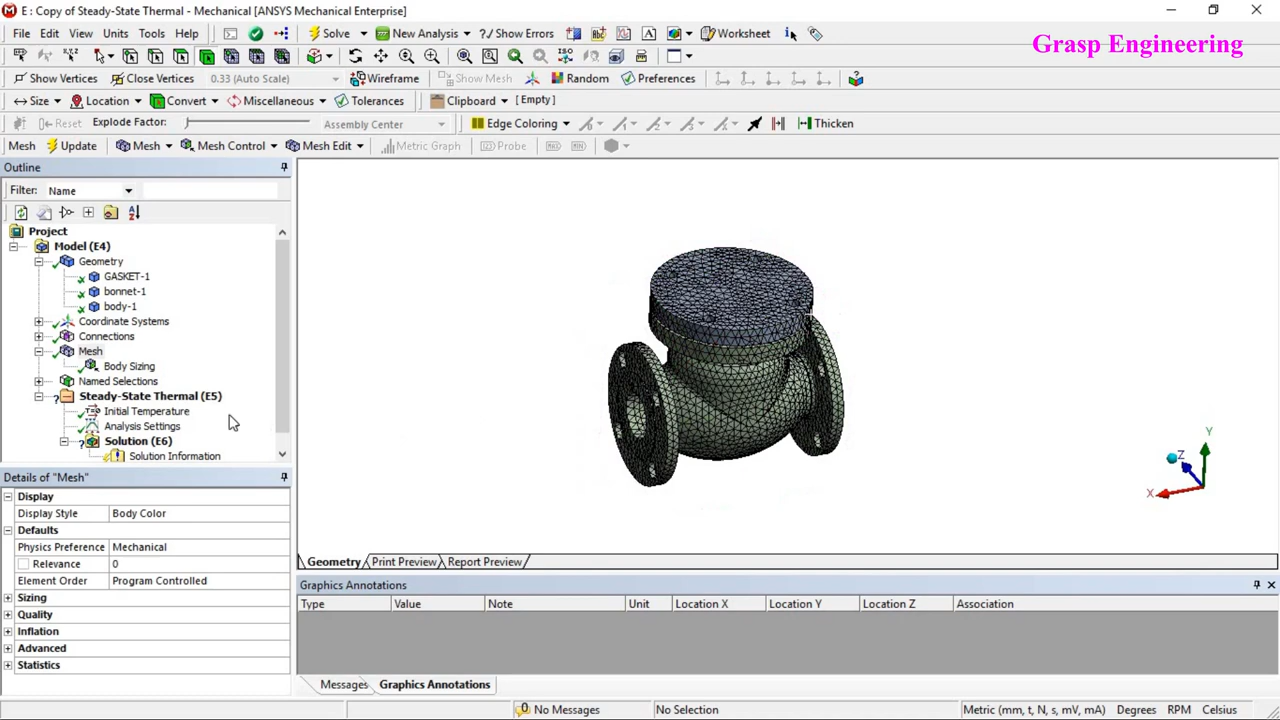 E : Copy of Steady-State Thermal - Mechanical [ANSYS Mechanical Enterprise]
File Edit View Units Tools Help Solve New Analysis ? Show Errors Worksheet
Grasp Engineering
Show Vertices Close Vertices 0.33 (Auto Scale) Wireframe Show Mesh Random Preferences
Size Location Convert Miscellaneous Tolerances Clipboard [Empty]
Reset Explode Factor: Assembly Center Edge Coloring Thicken
Mesh Update Mesh Mesh Control Mesh Edit Metric Graph Probe
Outline
Filter: Name
Project
Model (E4)
Geometry
GASKET-1
bonnet-1
body-1
Coordinate Systems
Connections
Mesh
Body Sizing
Named Selections
Steady-State Thermal (E5)
Initial Temperature
Analysis Settings
Solution (E6)
Solution Information
Details of "Mesh"
Display
Display Style Body Color
Defaults
Physics Preference Mechanical
Relevance 0
Element Order Program Controlled
Sizing
Quality
Inflation
Advanced
Statistics
Y
Z
X
Geometry Print Preview Report Preview
Graphics Annotations
Type Value Note Unit Location X Location Y Location Z Association
Messages Graphics Annotations
0 No Messages No Selection Metric (mm, t, N, s, mV, mA) Degrees RPM Celsius